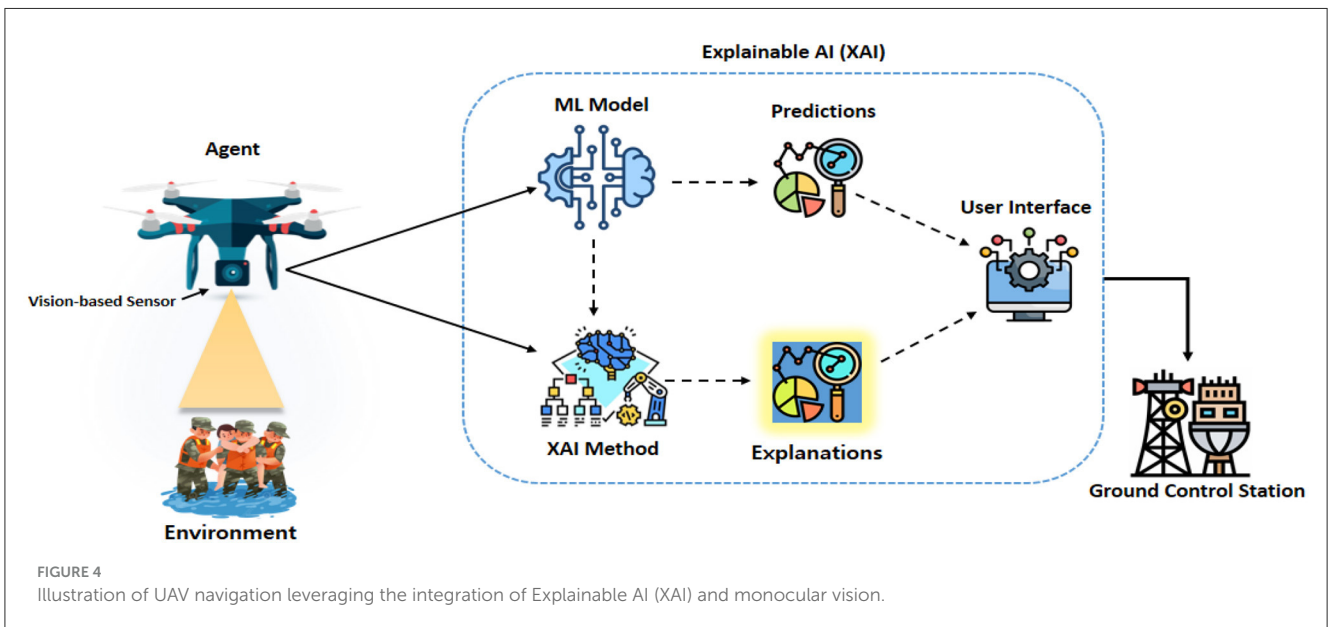 Explainable AI (XAI)
ML Model
Predictions
Agent
User Interface
Vision-based Sensor
XAI Method
Explanations
Ground Control Station
Environment
FIGURE 4
Illustration of UAV navigation leveraging the integration of Explainable AI (XAI) and monocular vision.